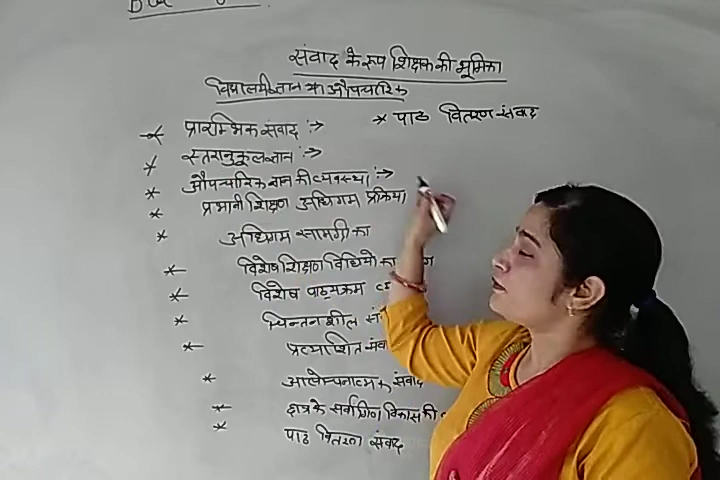 संवाद के रूप शिक्षक की भूमिका
विद्यालयी ज्ञान या औपचारिक
* प्रारम्भिक संवाद :->
* पाठ वितरण संवाद
* स्तरानुकूल ज्ञान :->
* औपचारिक ज्ञान की व्यवस्था :->
* प्रभावी शिक्षण अधिगम प्रक्रिया
* अधिगम सामग्री का
* विशेष शिक्षण विधियो का
* विशेष पाठ्यक्रम
* चिन्तनशील
* प्रत्याशित
* आलोचनात्मक संवाद
* छात्र के सर्वांगीण विकास की
* पाठ वितरण संवाद